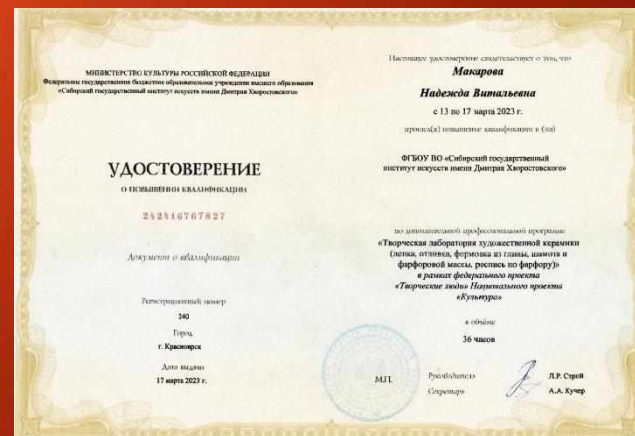 МИНИСТЕРСТВО КУЛЬТУРЫ РОССИЙСКОЙ ФЕДЕРАЦИИ
Федеральное государственное бюджетное образовательное учреждение высшего образования
«Сибирский государственный институт искусств имени Дмитрия Хворостовского»
УДОСТОВЕРЕНИЕ
О ПОВЫШЕНИИ КВАЛИФИКАЦИИ
242416767827
Документ о квалификации
Регистрационный номер
240
Город
г. Красноярск
Дата выдачи
17 марта 2023 г.
Настоящее удостоверение свидетельствует о том, что
Макарова
Надежда Витальевна
с 13 по 17 марта 2023 г.
прошел(а) повышение квалификации в (на)
ФГБОУ ВО «Сибирский государственный
институт искусств имени Дмитрия Хворостовского»
по дополнительной профессиональной программе
«Творческая лаборатория художественной керамики
(лепка, отливка, формовка из глины, шамота и
фарфоровой массы, роспись по фарфору)»
в рамках федерального проекта
«Творческие люди» Национального проекта
«Культура»
в объёме
36 часов
М.П.
Руководитель
Л.Р. Строй
Секретарь
А.А. Кучер